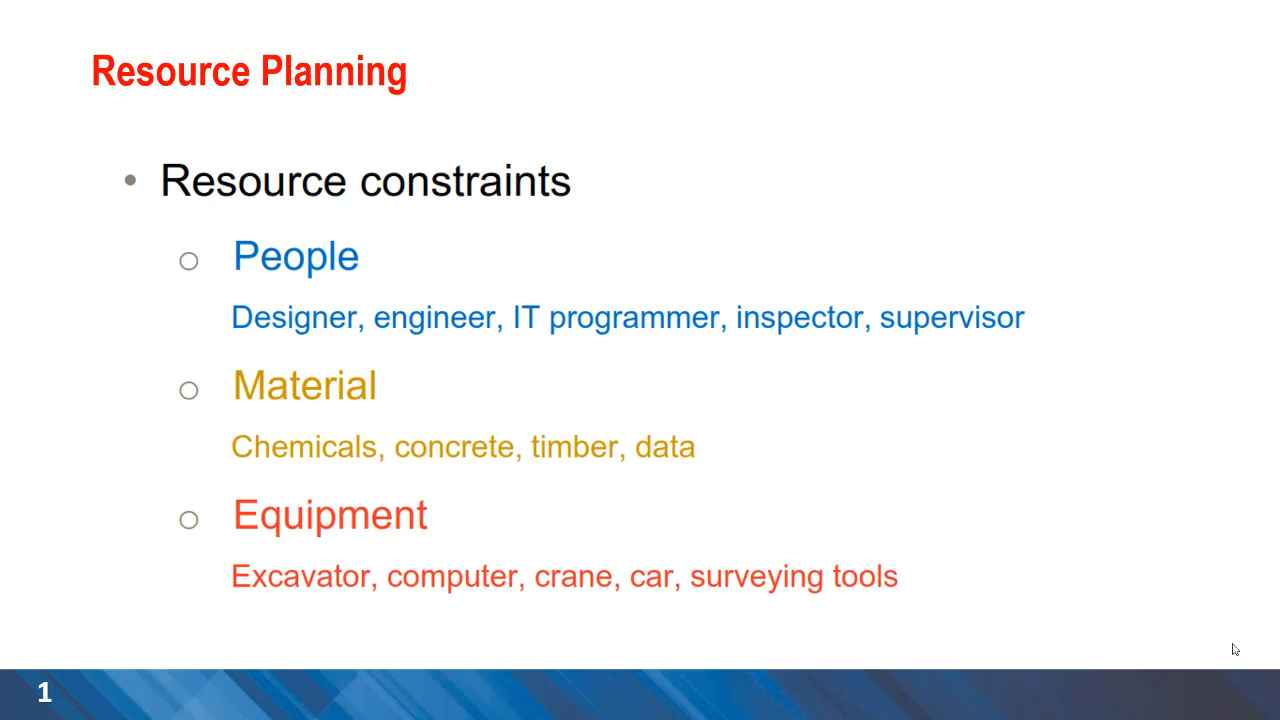 Resource Planning
• Resource constraints
o People
Designer, engineer, IT programmer, inspector, supervisor
o Material
Chemicals, concrete, timber, data
o Equipment
Excavator, computer, crane, car, surveying tools
1